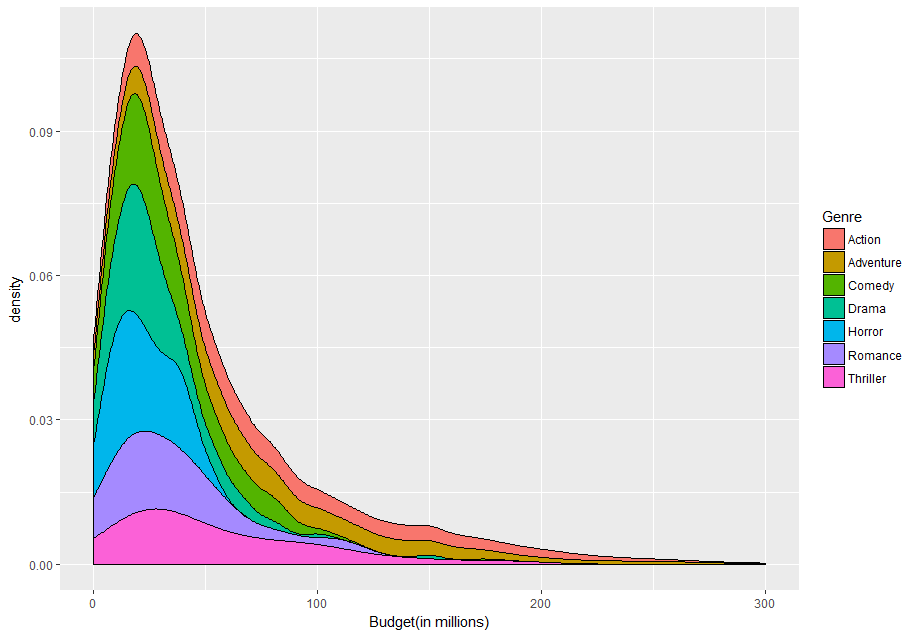 0.09
0.06
0.03
0.00
density
0
100
200
300
Budget(in millions)
Genre
Action
Adventure
Comedy
Drama
Horror
Romance
Thriller